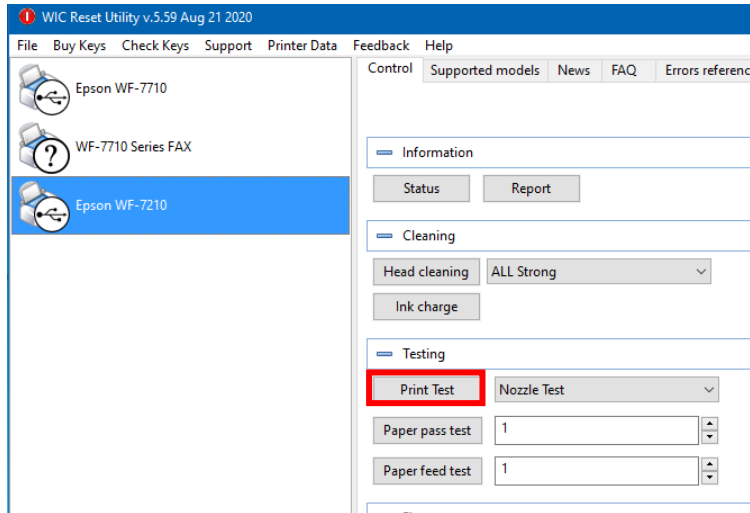 WIC Reset Utility v.5.59 Aug 21 2020
File Buy Keys Check Keys Support Printer Data Feedback Help
Epson WF-7710
WF-7710 Series FAX
Epson WF-7210
Control Supported models News FAQ Errors referenc
Information
Status Report
Cleaning
Head cleaning ALL Strong
Ink charge
Testing
Print Test Nozzle Test
Paper pass test 1
Paper feed test 1